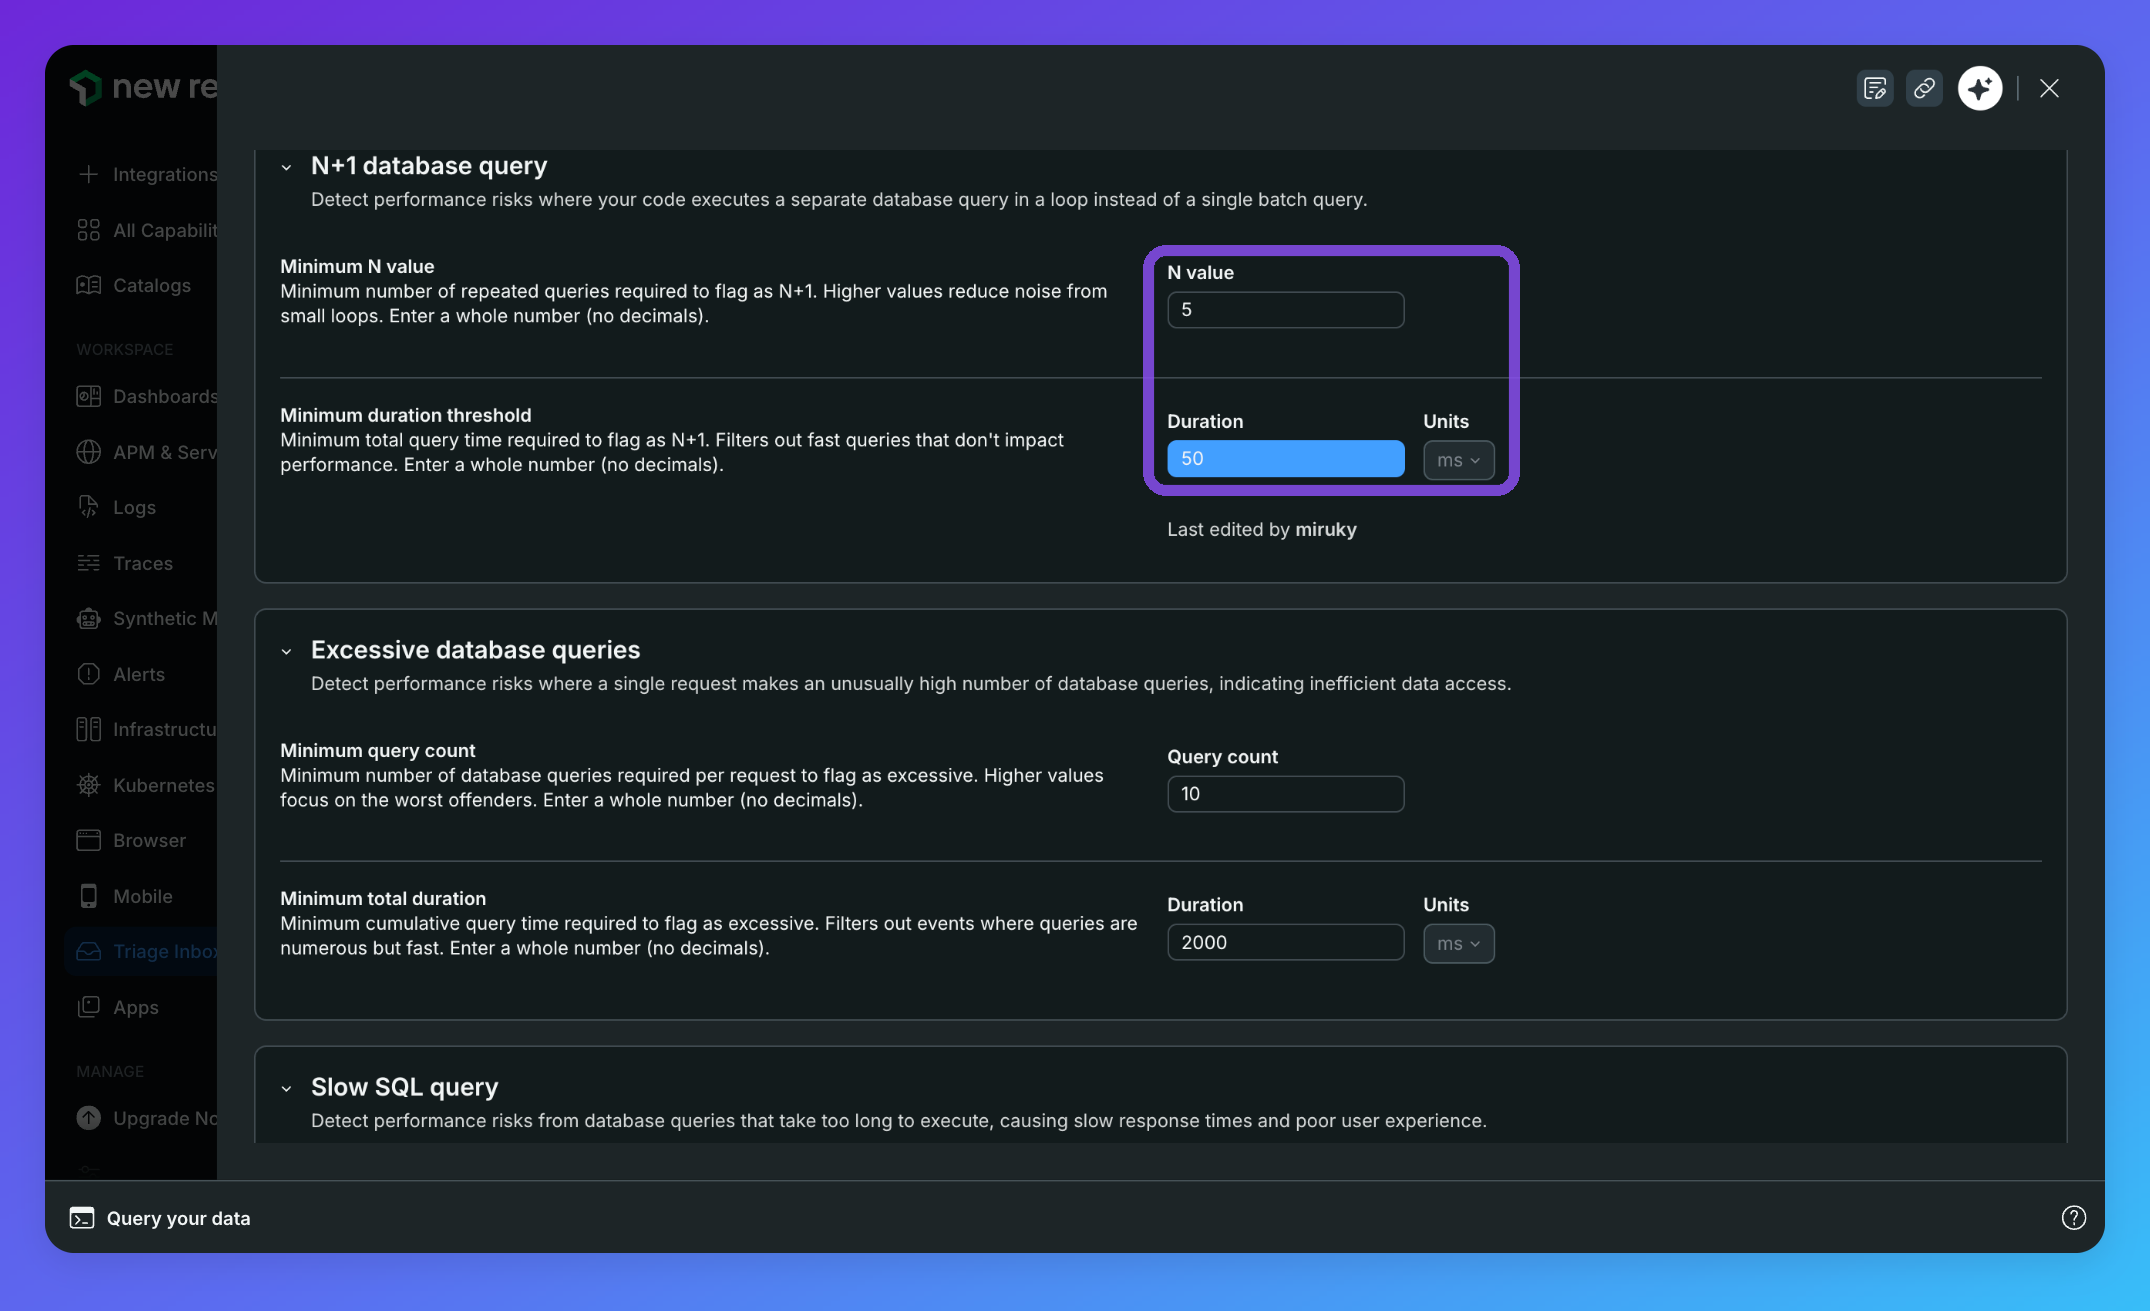 new re
Integrations
All Capabilit
Catalogs
WORKSPACE
Dashboards
APM & Serv
Logs
Traces
Synthetic M
Alerts
Infrastructu
Kubernetes
Browser
Mobile
Triage Inbox
Apps
MANAGE
Upgrade No
N+1 database query
Detect performance risks where your code executes a separate database query in a loop instead of a single batch query.
Minimum N value
Minimum number of repeated queries required to flag as N+1. Higher values reduce noise from
small loops. Enter a whole number (no decimals).
N value
5
Minimum duration threshold
Minimum total query time required to flag as N+1. Filters out fast queries that don't impact
performance. Enter a whole number (no decimals).
Duration
50
Units
ms
Last edited by miruky
Excessive database queries
Detect performance risks where a single request makes an unusually high number of database queries, indicating inefficient data access.
Minimum query count
Minimum number of database queries required per request to flag as excessive. Higher values
focus on the worst offenders. Enter a whole number (no decimals).
Query count
10
Minimum total duration
Minimum cumulative query time required to flag as excessive. Filters out events where queries are
numerous but fast. Enter a whole number (no decimals).
Duration
2000
Units
ms
Slow SQL query
Detect performance risks from database queries that take too long to execute, causing slow response times and poor user experience.
Query your data